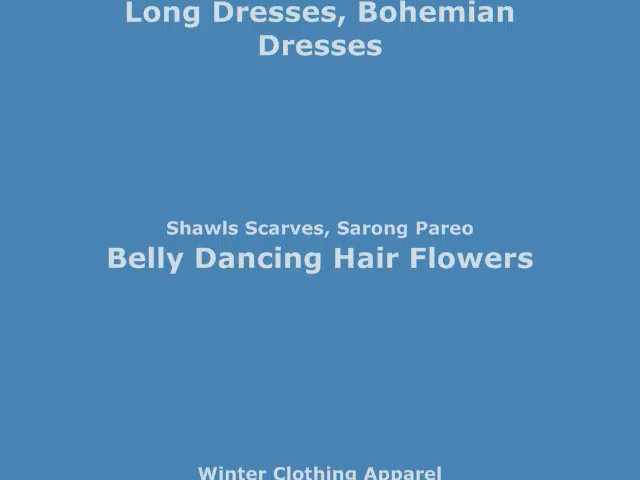 Long Dresses, Bohemian
Dresses
Shawls Scarves, Sarong Pareo
Belly Dancing Hair Flowers
Winter Clothing Apparel